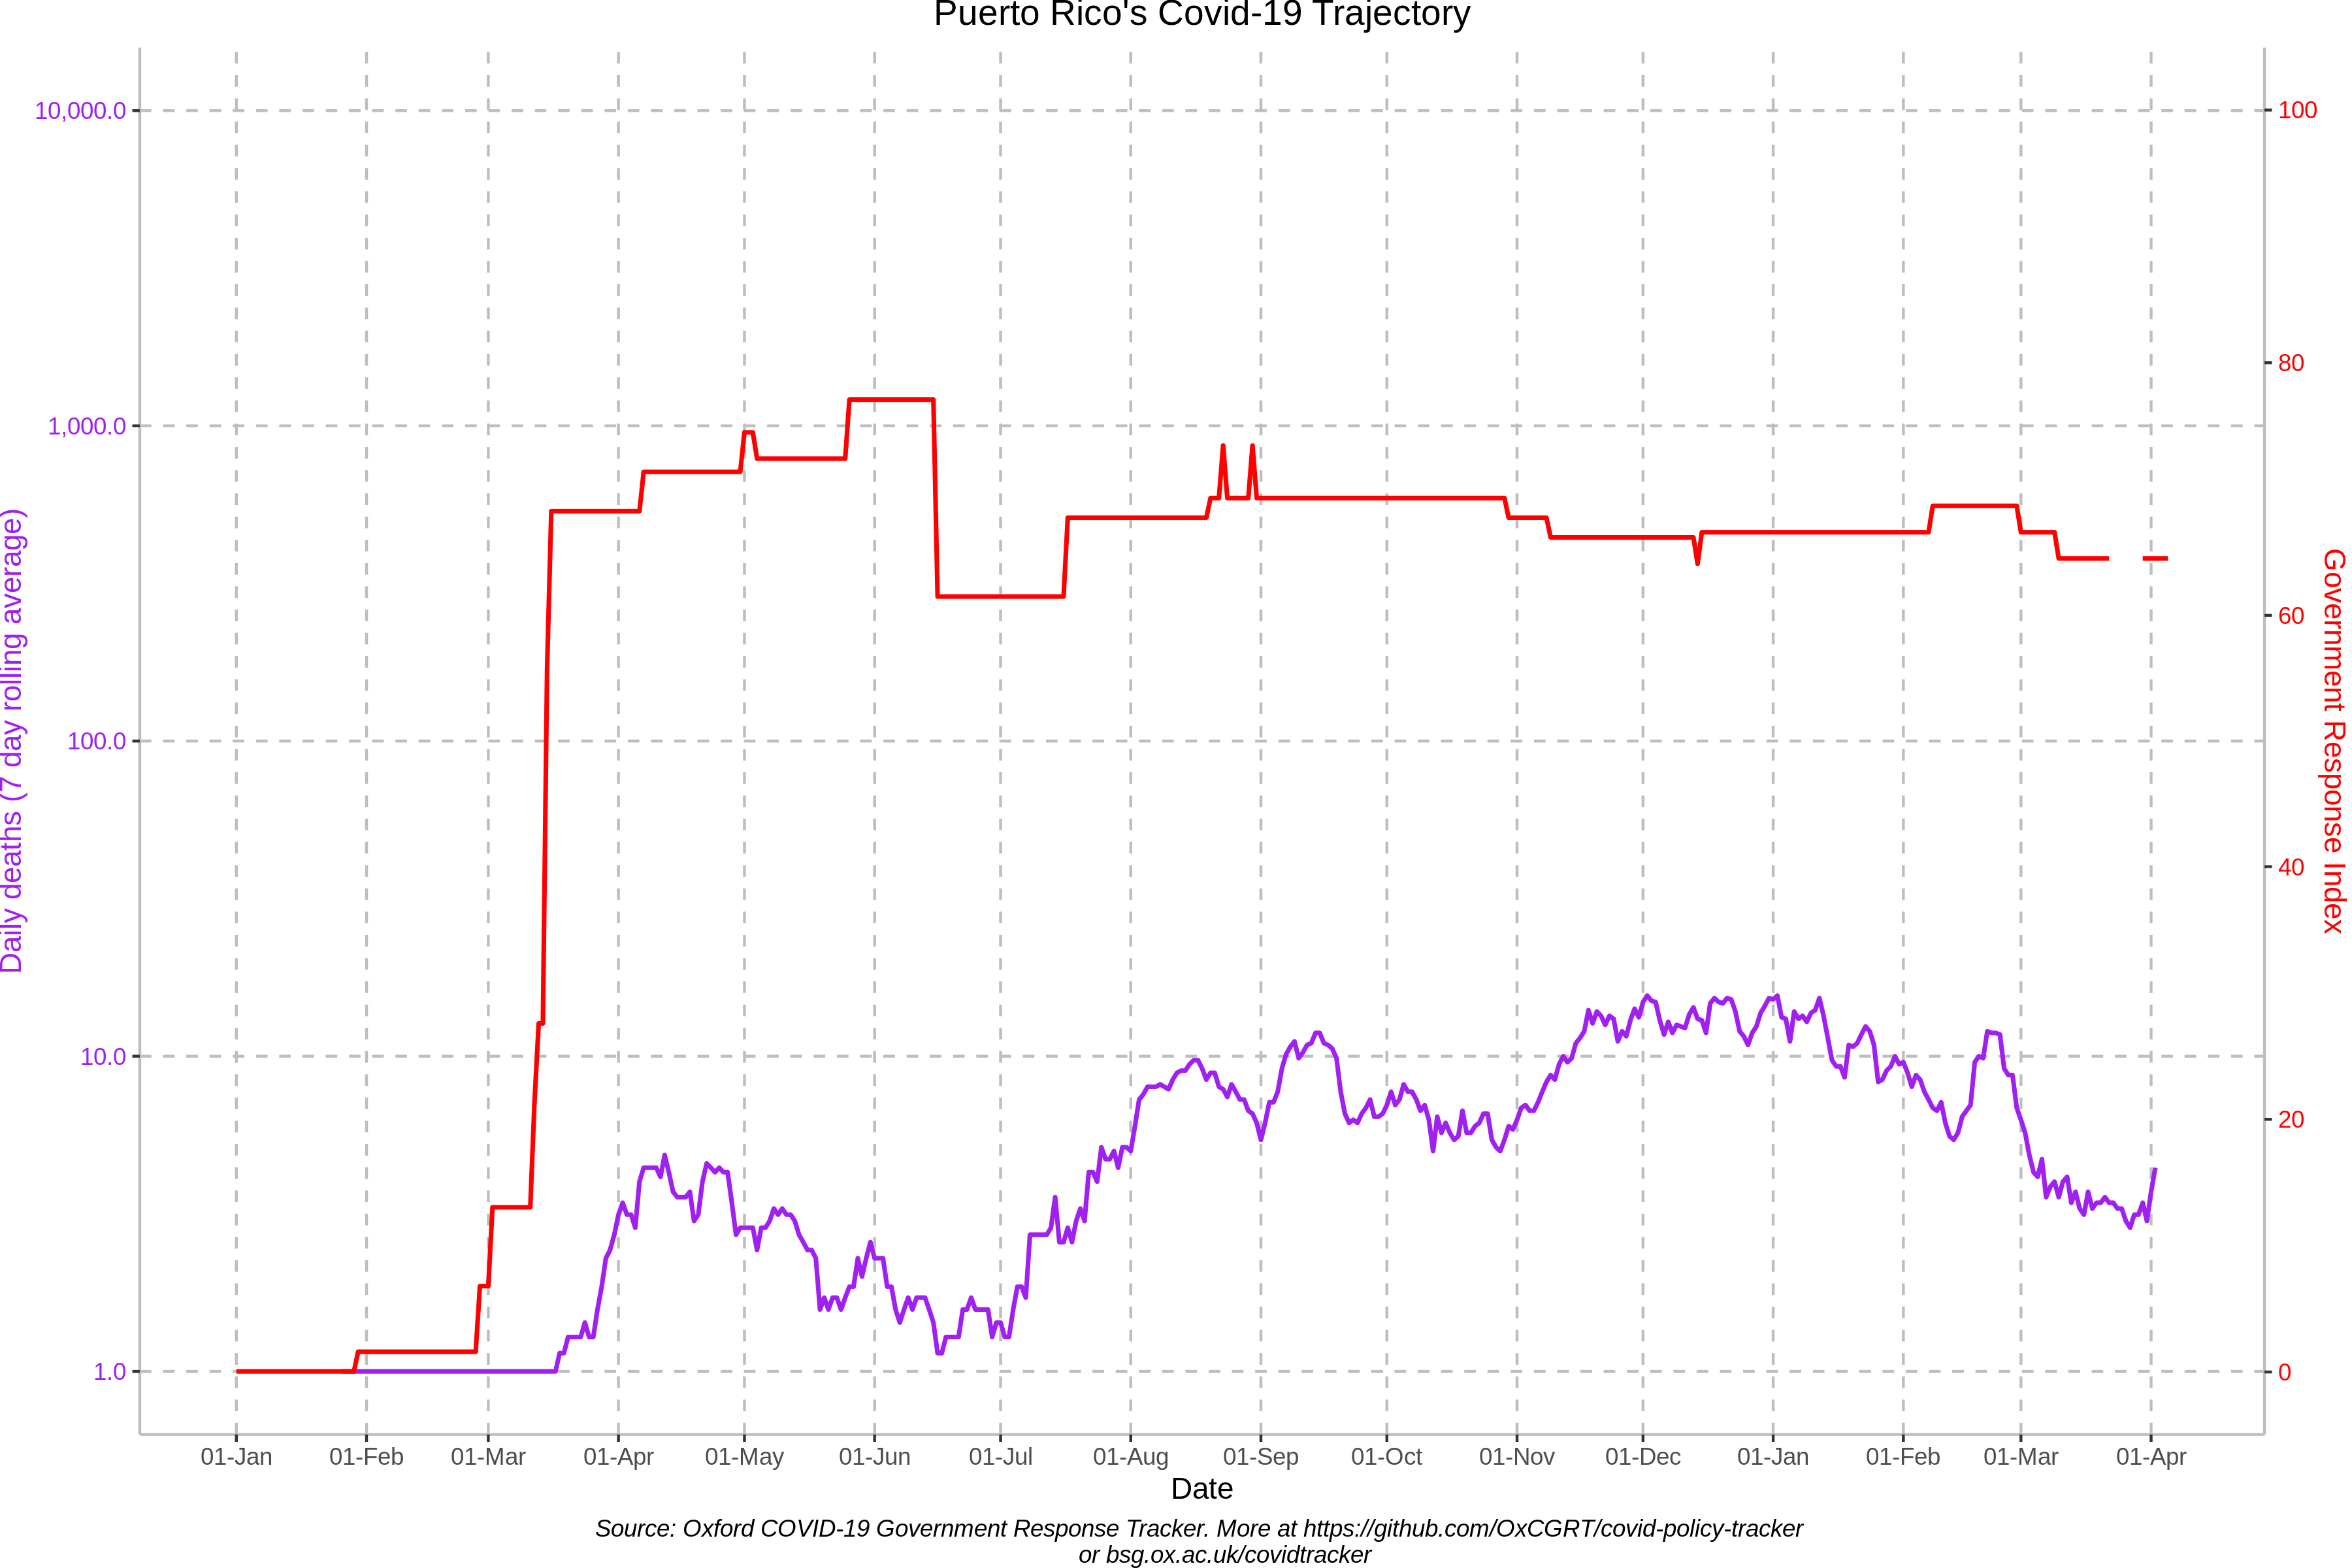 Puerto Rico's Covid-19 Trajectory
10,000.0
1,000.0
100.0
10.0
1.0
Daily deaths (7 day rolling average)
100
80
60
40
20
0
Government Response Index
01-Jan
01-Feb
01-Mar
01-Apr
01-May
01-Jun
01-Jul
01-Aug
01-Sep
01-Oct
01-Nov
01-Dec
01-Jan
01-Feb
01-Mar
01-Apr
Date
Source: Oxford COVID-19 Government Response Tracker. More at https://github.com/OxCGRT/covid-policy-tracker
or bsg.ox.ac.uk/covidtracker